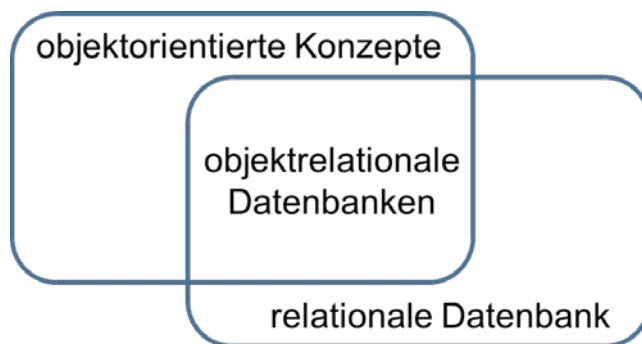 objektorientierte Konzepte
objektrelationale
Datenbanken
relationale Datenbank